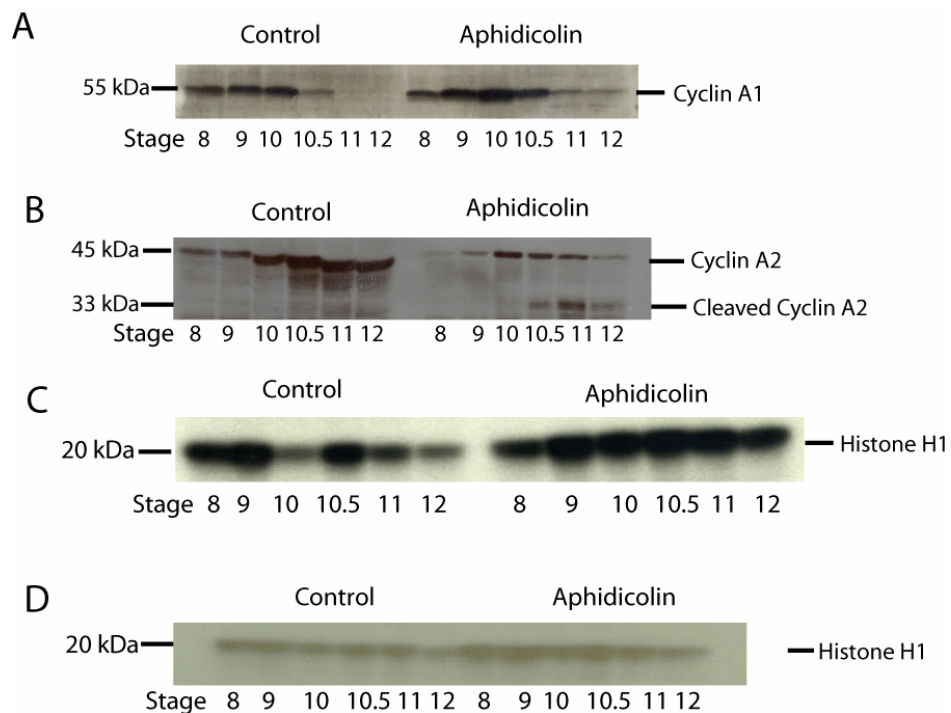 A
Control Aphidicolin
55 kDa Cyclin A1
Stage 8 9 10 10.5 11 12 8 9 10 10.5 11 12
B
Control Aphidicolin
45 kDa Cyclin A2
33 kDa Cleaved Cyclin A2
Stage 8 9 10 10.5 11 12 8 9 10 10.5 11 12
C
Control Aphidicolin
20 kDa Histone H1
Stage 8 9 10 10.5 11 12 8 9 10 10.5 11 12
D
Control Aphidicolin
20 kDa Histone H1
Stage 8 9 10 10.5 11 12 8 9 10 10.5 11 12